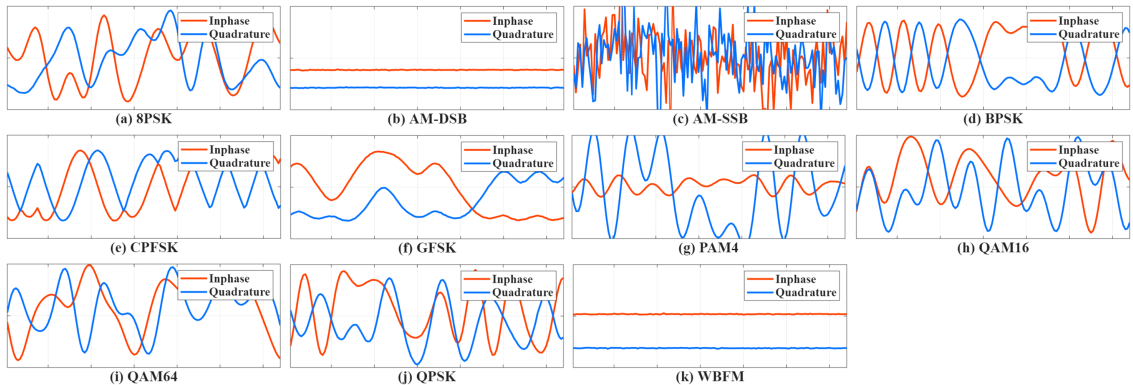 Inphase
Quadrature
Inphase
Quadrature
Inphase
Quadrature
Inphase
Quadrature
(a) 8PSK
(b) AM-DSB
(c) AM-SSB
(d) BPSK
Inphase
Quadrature
Inphase
Quadrature
Inphase
Quadrature
Inphase
Quadrature
(e) CPFSK
(f) GFSK
(g) PAM4
(h) QAM16
Inphase
Quadrature
Inphase
Quadrature
Inphase
Quadrature
(i) QAM64
(j) QPSK
(k) WBFM